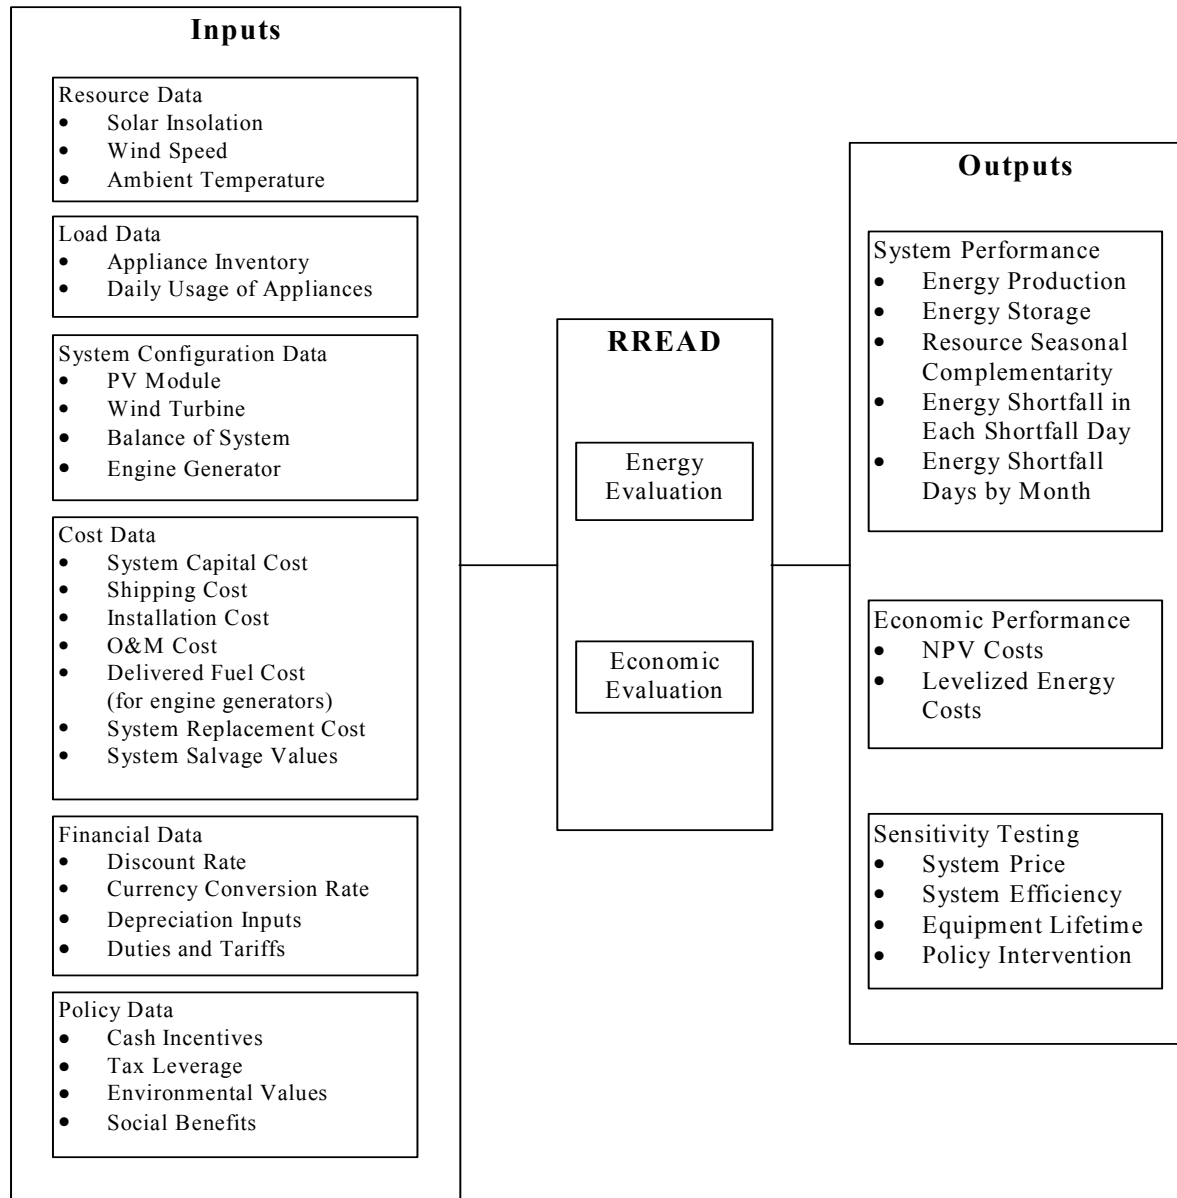 Inputs
Resource Data
• Solar Insolation
• Wind Speed
• Ambient Temperature
Load Data
• Appliance Inventory
• Daily Usage of Appliances
System Configuration Data
• PV Module
• Wind Turbine
• Balance of System
• Engine Generator
Cost Data
• System Capital Cost
• Shipping Cost
• Installation Cost
• O&M Cost
• Delivered Fuel Cost
(for engine generators)
• System Replacement Cost
• System Salvage Values
Financial Data
• Discount Rate
• Currency Conversion Rate
• Depreciation Inputs
• Duties and Tariffs
Policy Data
• Cash Incentives
• Tax Leverage
• Environmental Values
• Social Benefits
RREAD
Energy
Evaluation
Economic
Evaluation
Outputs
System Performance
• Energy Production
• Energy Storage
• Resource Seasonal
Complementarity
• Energy Shortfall in
Each Shortfall Day
• Energy Shortfall
Days by Month
Economic Performance
• NPV Costs
• Levelized Energy
Costs
Sensitivity Testing
• System Price
• System Efficiency
• Equipment Lifetime
• Policy Intervention